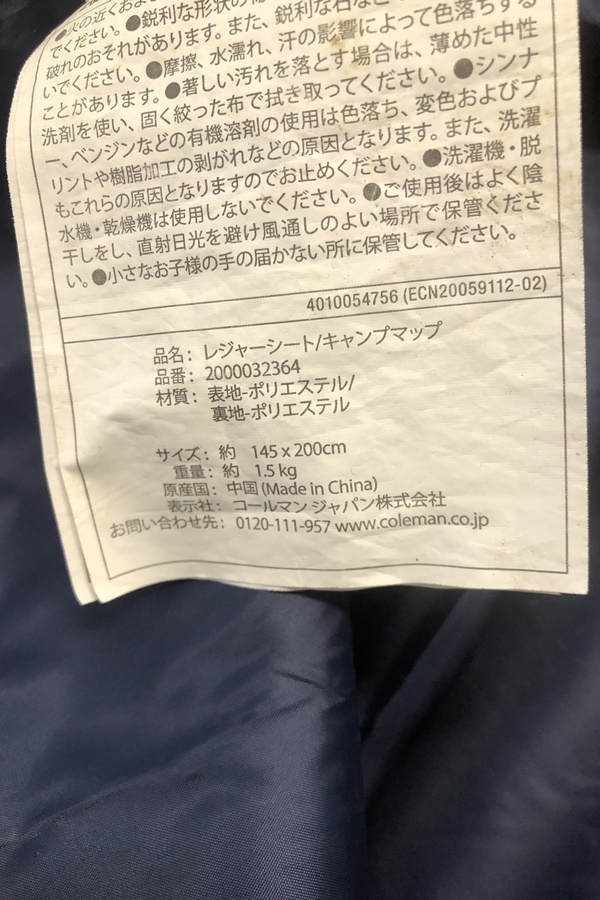 ●火の近くおよ
でください。●鋭利な形状の
破れのおそれがあります。また、鋭利な石など
いでください。●摩擦、水濡れ、汗の影響によって色落ちする
ことがあります。●著しい汚れを落とす場合は、薄めた中性
洗剤を使い、固く絞った布で拭き取ってください。●シンナ
ー、ベンジンなどの有機溶剤の使用は色落ち、変色およびプ
リントや樹脂加工の剥がれなどの原因となります。また、洗濯
もこれらの原因となりますのでお止めください。●洗濯機・脱
水機・乾燥機は使用しないでください。●ご使用後はよく陰
干しをし、直射日光を避け風通しのよい場所で保管くださ
い。●小さなお子様の手の届かない所に保管してください。
4010054756 (ECN20059112-02)
品名：レジャーシート/キャンプマップ
品番：2000032364
材質：表地-ポリエステル/
裏地-ポリエステル
サイズ：約 145 x 200cm
重量：約 1.5 kg
原産国：中国 (Made in China)
表示社：コールマン ジャパン株式会社
お問い合わせ先：0120-111-957 www.coleman.co.jp